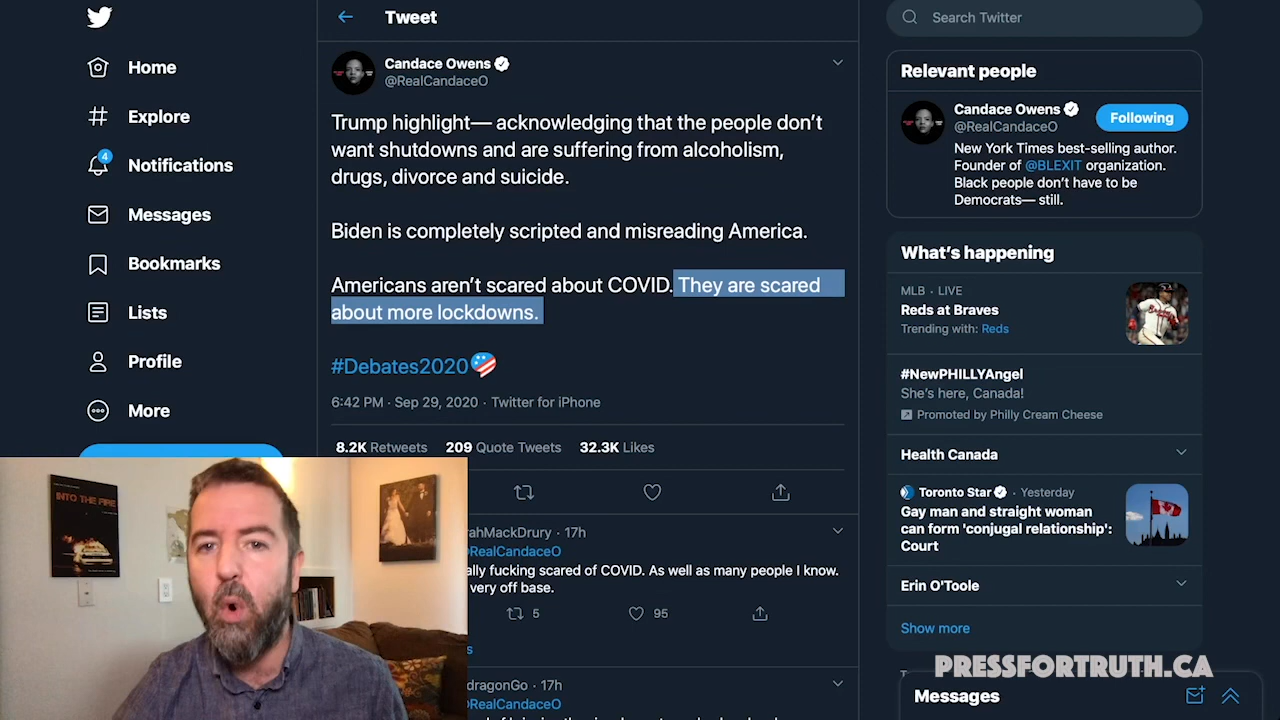 Home
Explore
4
Notifications
Messages
Bookmarks
Lists
Profile
More
Tweet
Candace Owens
@RealCandaceO
Trump highlight— acknowledging that the people don't
want shutdowns and are suffering from alcoholism,
drugs, divorce and suicide.
Biden is completely scripted and misreading America.
Americans aren't scared about COVID. They are scared
about more lockdowns.
#Debates2020
6:42 PM · Sep 29, 2020 · Twitter for iPhone
8.2K Retweets 209 Quote Tweets 32.3K Likes
ahMackDrury · 17h
@RealCandaceO
ally fucking scared of COVID. As well as many people I know.
very off base.
5 95
dragonGo · 17h
@RealCandaceO
INTO THE FIRE
Search Twitter
Relevant people
Candace Owens
@RealCandaceO
Following
New York Times best-selling author.
Founder of @BLEXIT organization.
Black people don't have to be
Democrats— still.
What's happening
MLB · LIVE
Reds at Braves
Trending with: Reds
#NewPHILLYAngel
She's here, Canada!
Promoted by Philly Cream Cheese
Health Canada
Toronto Star · Yesterday
Gay man and straight woman
can form 'conjugal relationship':
Court
Erin O'Toole
Show more
PRESSFORTRUTH.CA
Messages